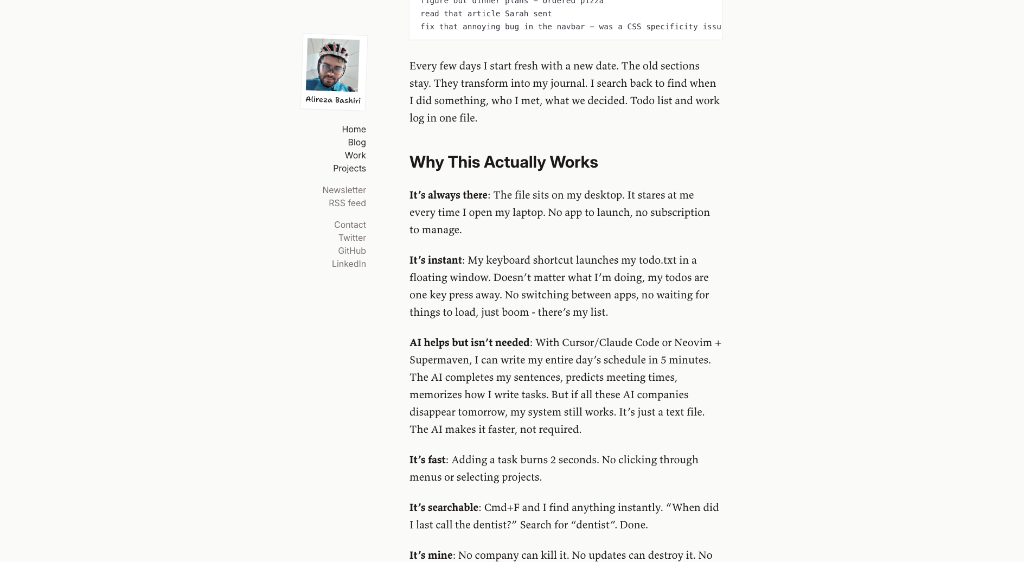 figure out dinner plans - ordered pizza
read that article Sarah sent
fix that annoying bug in the navbar - was a CSS specificity issu
Alireza Bashiri
Home
Blog
Work
Projects
Newsletter
RSS feed
Contact
Twitter
GitHub
LinkedIn
Every few days I start fresh with a new date. The old sections
stay. They transform into my journal. I search back to find when
I did something, who I met, what we decided. Todo list and work
log in one file.
Why This Actually Works
It’s always there: The file sits on my desktop. It stares at me
every time I open my laptop. No app to launch, no subscription
to manage.
It’s instant: My keyboard shortcut launches my todo.txt in a
floating window. Doesn’t matter what I’m doing, my todos are
one key press away. No switching between apps, no waiting for
things to load, just boom - there’s my list.
AI helps but isn’t needed: With Cursor/Claude Code or Neovim +
Supermaven, I can write my entire day’s schedule in 5 minutes.
The AI completes my sentences, predicts meeting times,
memorizes how I write tasks. But if all these AI companies
disappear tomorrow, my system still works. It’s just a text file.
The AI makes it faster, not required.
It’s fast: Adding a task burns 2 seconds. No clicking through
menus or selecting projects.
It’s searchable: Cmd+F and I find anything instantly. “When did
I last call the dentist?” Search for “dentist”. Done.
It’s mine: No company can kill it. No updates can destroy it. No